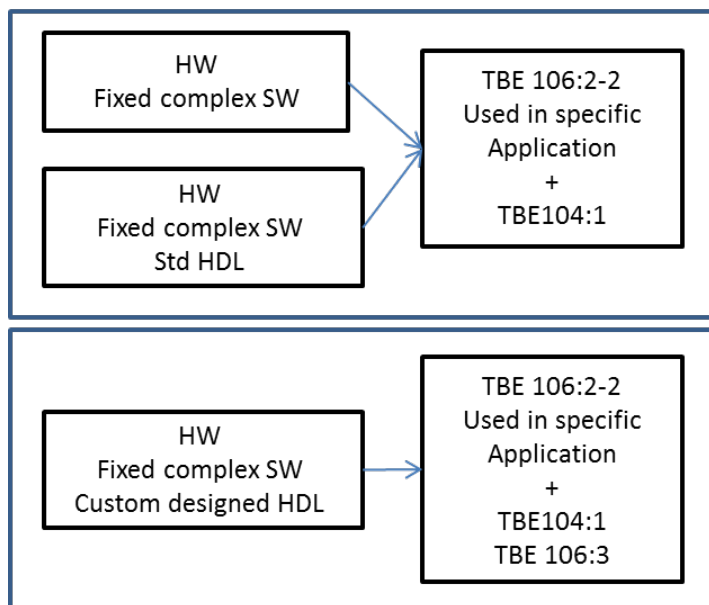 HW
Fixed complex SW
HW
Fixed complex SW
Std HDL
TBE 106:2-2
Used in specific
Application
+
TBE104:1
HW
Fixed complex SW
Custom designed HDL
TBE 106:2-2
Used in specific
Application
+
TBE104:1
TBE 106:3